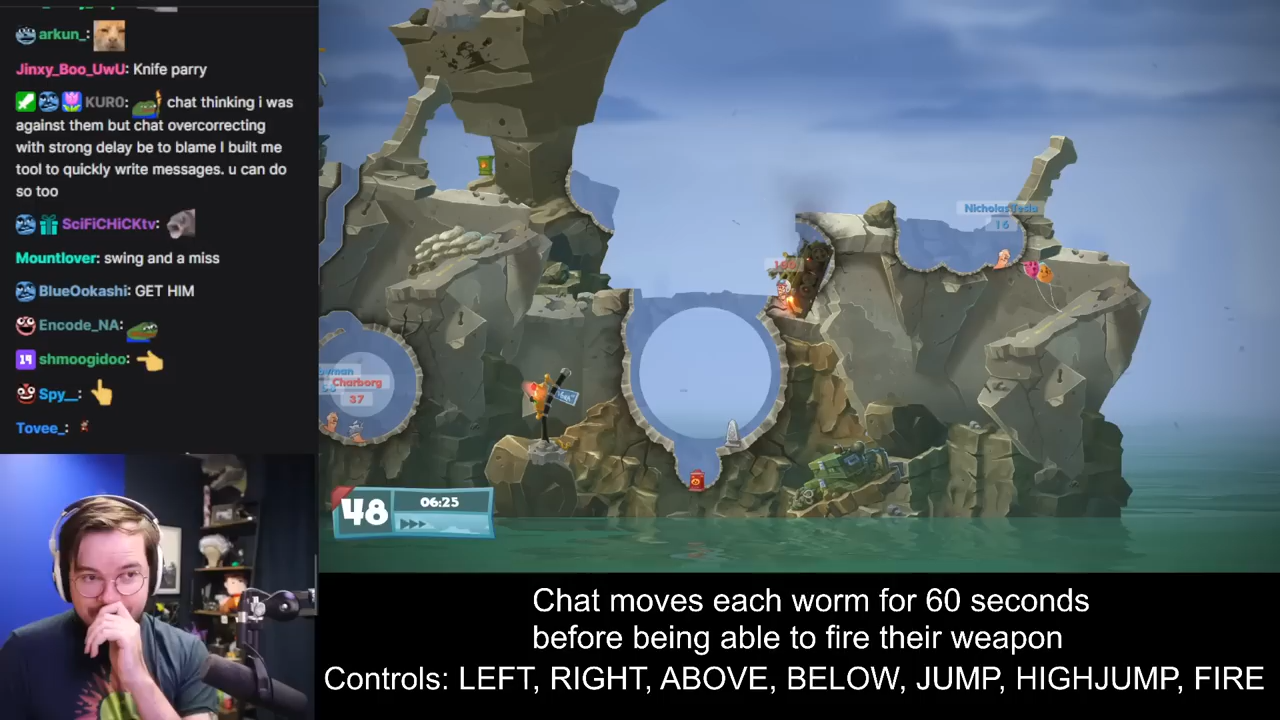 arkun_:
Jinxy_Boo_UwU: Knife parry
KUR0: chat thinking i was
against them but chat overcorrecting
with strong delay be to blame I built me
tool to quickly write messages. u can do
so too
SciFiCHiCKtv:
Mountlover: swing and a miss
BlueOokashi: GET HIM
Encode_NA:
14 shmoogidoo:
Spy__:
Tovee_:
Nicholas Tesla
16
Charborg
37
48
06:25
Chat moves each worm for 60 seconds
before being able to fire their weapon
Controls: LEFT, RIGHT, ABOVE, BELOW, JUMP, HIGHJUMP, FIRE